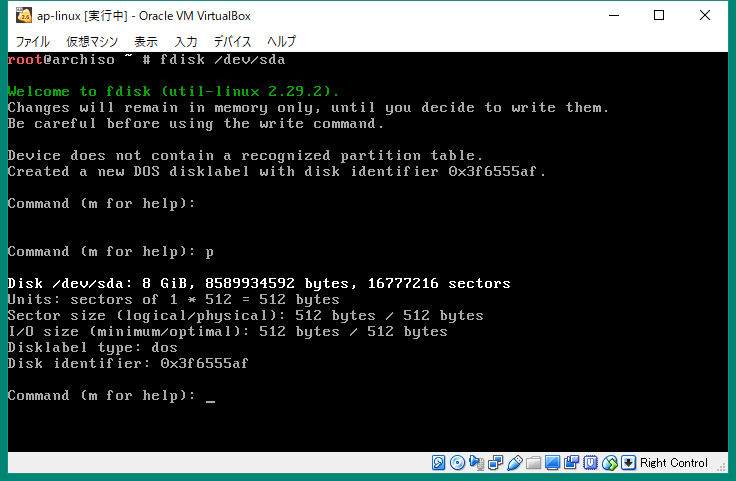 ap-linux [実行中] - Oracle VM VirtualBox
ファイル 仮想マシン 表示 入力 デバイス ヘルプ
root@archiso ~ # fdisk /dev/sda
Welcome to fdisk (util-linux 2.29.2).
Changes will remain in memory only, until you decide to write them.
Be careful before using the write command.
Device does not contain a recognized partition table.
Created a new DOS disklabel with disk identifier 0x3f6555af.
Command (m for help):
Command (m for help): p
Disk /dev/sda: 8 GiB, 8589934592 bytes, 16777216 sectors
Units: sectors of 1 * 512 = 512 bytes
Sector size (logical/physical): 512 bytes / 512 bytes
I/O size (minimum/optimal): 512 bytes / 512 bytes
Disklabel type: dos
Disk identifier: 0x3f6555af
Command (m for help): _
Right Control